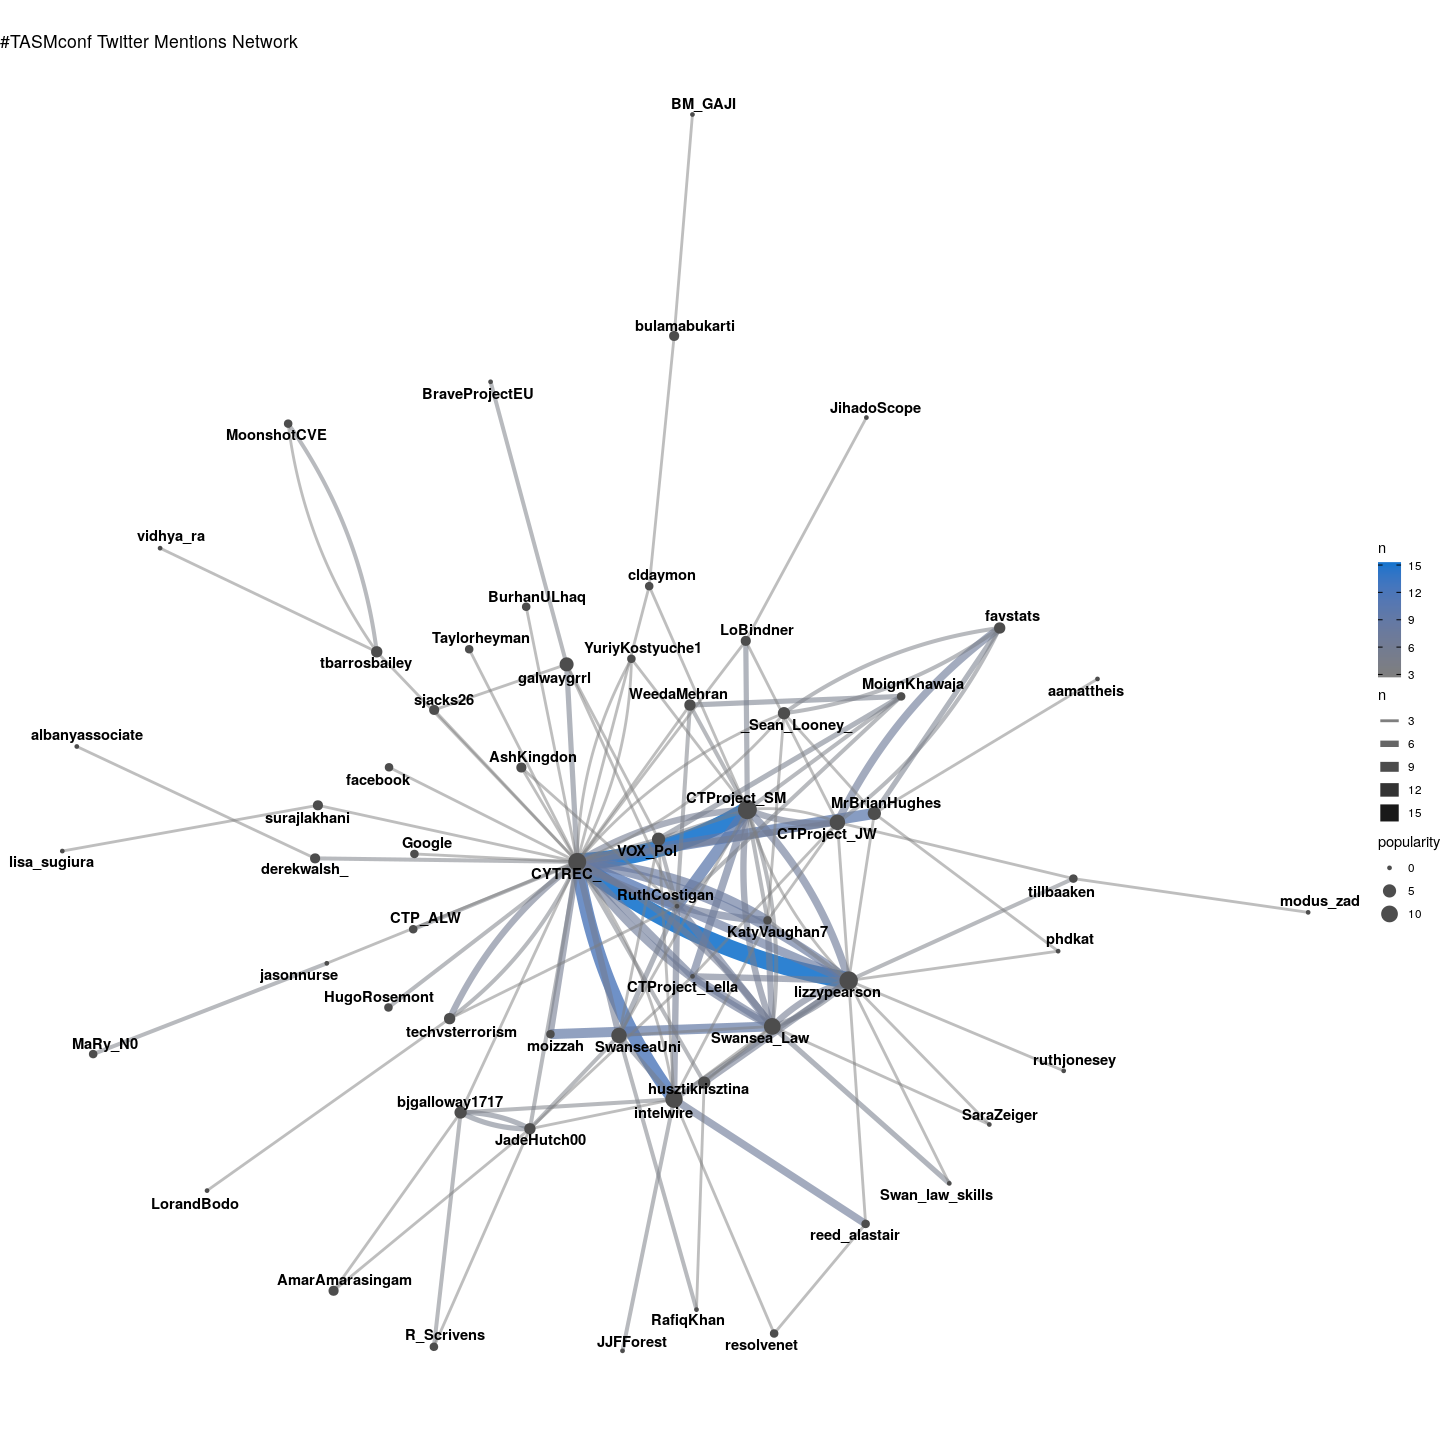 #TASMconf Twitter Mentions Network
BM_GAJI
bulamabukarti
BraveProjectEU
JihadoScope
MoonshotCVE
vidhya_ra
cldaymon
BurhanULhaq
favstats
LoBindner
Taylorheyman
YuriyKostyuche1
tbarrosbailey
galwaygrrl
MoignKhawaja
aamattheis
WeedaMehran
sjacks26
_Sean_Looney_
albanyassociate
AshKingdon
facebook
CTProject_SM
MrBrianHughes
surajlakhani
CTProject_JW
Google
VOX_Pol
lisa_sugiura
derekwalsh_
CYTREC_
tillbaaken
RuthCostigan
modus_zad
CTP_ALW
KatyVaughan7
phdkat
jasonnurse
CTProject_Lella
lizzypearson
HugoRosemont
techvsterrorism
Swansea_Law
MaRy_N0
moizzah
SwanseaUni
ruthjonesey
husztikrisztina
bjgalloway1717
intelwire
SaraZeiger
JadeHutch00
Swan_law_skills
LorandBodo
reed_alastair
AmarAmarasingam
RafiqKhan
R_Scrivens
JJFForest
resolvenet
n
15
12
9
6
3
n
3
6
9
12
15
popularity
0
5
10